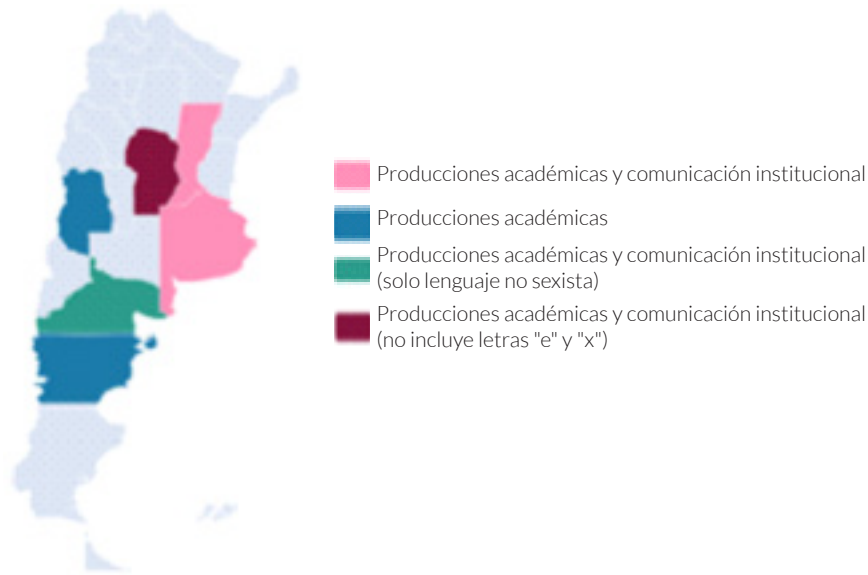 Producciones académicas y comunicación institucional
Producciones académicas
Producciones académicas y comunicación institucional
(solo lenguaje no sexista)
Producciones académicas y comunicación institucional
(no incluye letras "e" y "x")